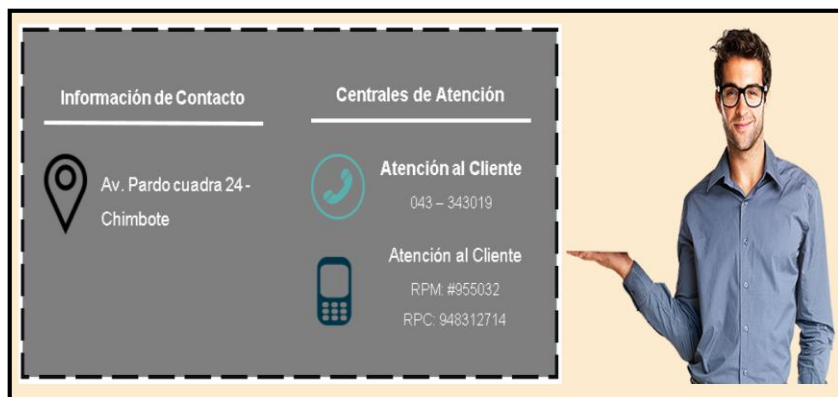 Información de Contacto
Av. Pardo cuadra 24 -
Chimbote
Centrales de Atención
Atención al Cliente
043 – 343019
Atención al Cliente
RPM: #955032
RPC: 948312714